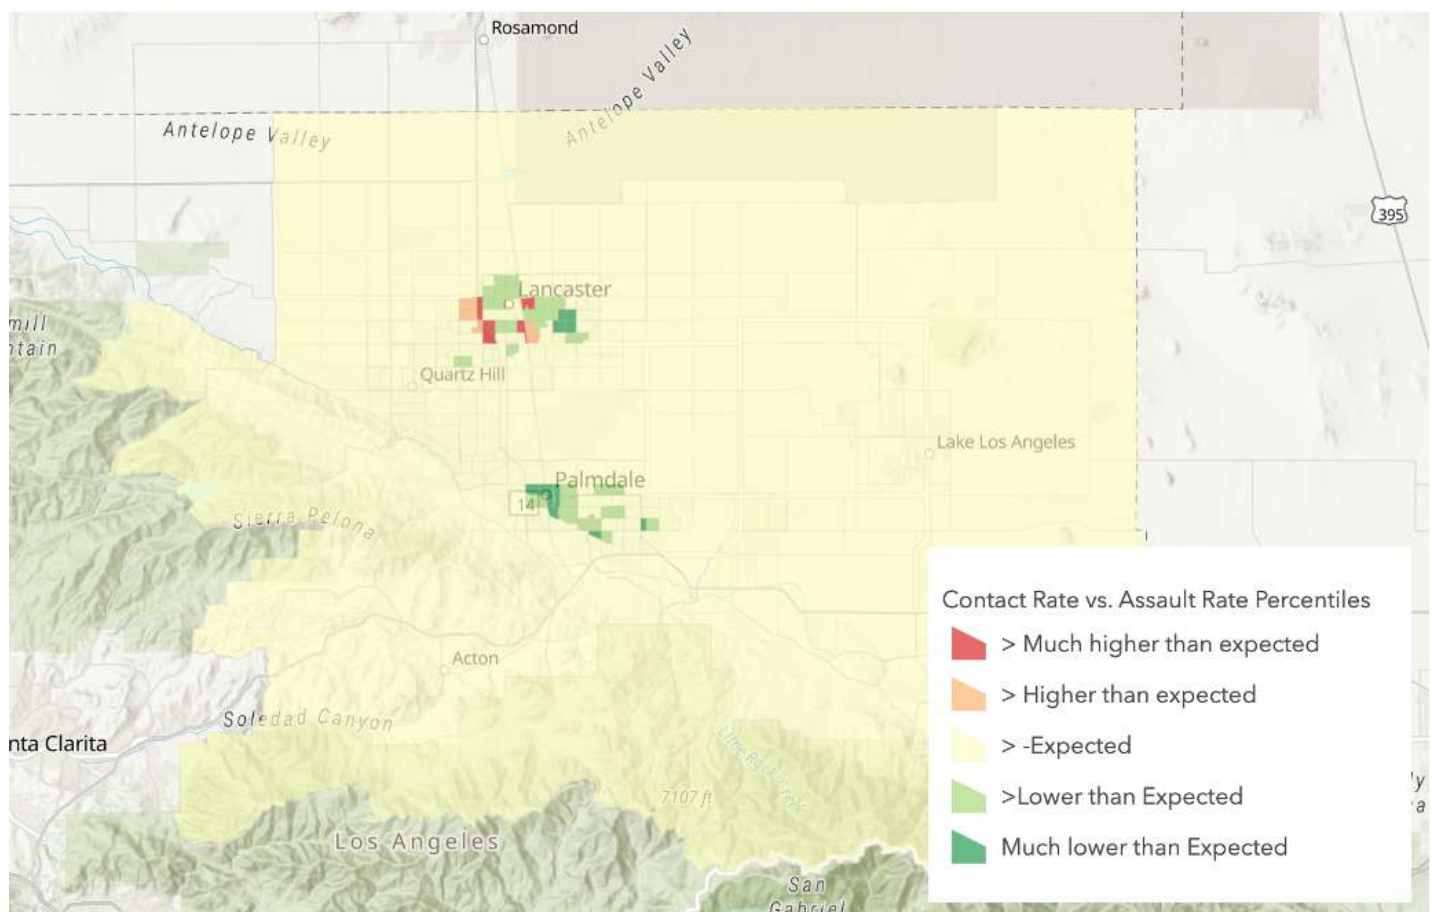 Rosamond
Antelope Valley
Antelope Valley
395
Lancaster
mill
ntain
Quartz Hill
Lake Los Angeles
Palmdale
14
Sierra Pelona
Contact Rate vs. Assault Rate Percentiles
> Much higher than expected
Acton
> Higher than expected
Soledad Canyon
nta Clarita
> -Expected
7107 ft
>Lower than Expected
y
a
Los Angeles
Much lower than Expected
San
Gabriel